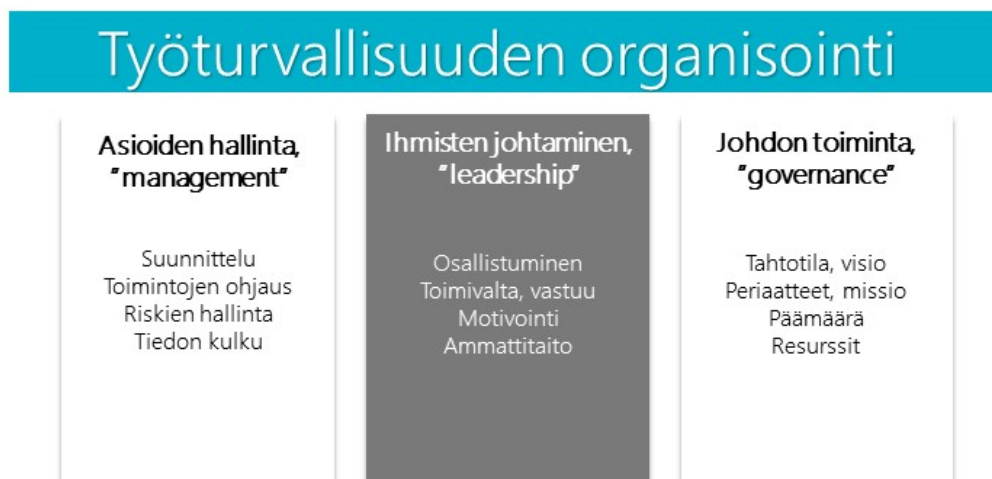 Työturvallisuuden organisointi
Asioiden hallinta,
"management"
Suunnittelu
Toimintojen ohjaus
Riskien hallinta
Tiedon kulku
Ihmisten johtaminen,
"leadership"
Osallistuminen
Toimivalta, vastuu
Motivointi
Ammattitaito
Johdon toiminta,
"governance"
Tahtotila, visio
Periaatteet, missio
Päämäärä
Resurssit